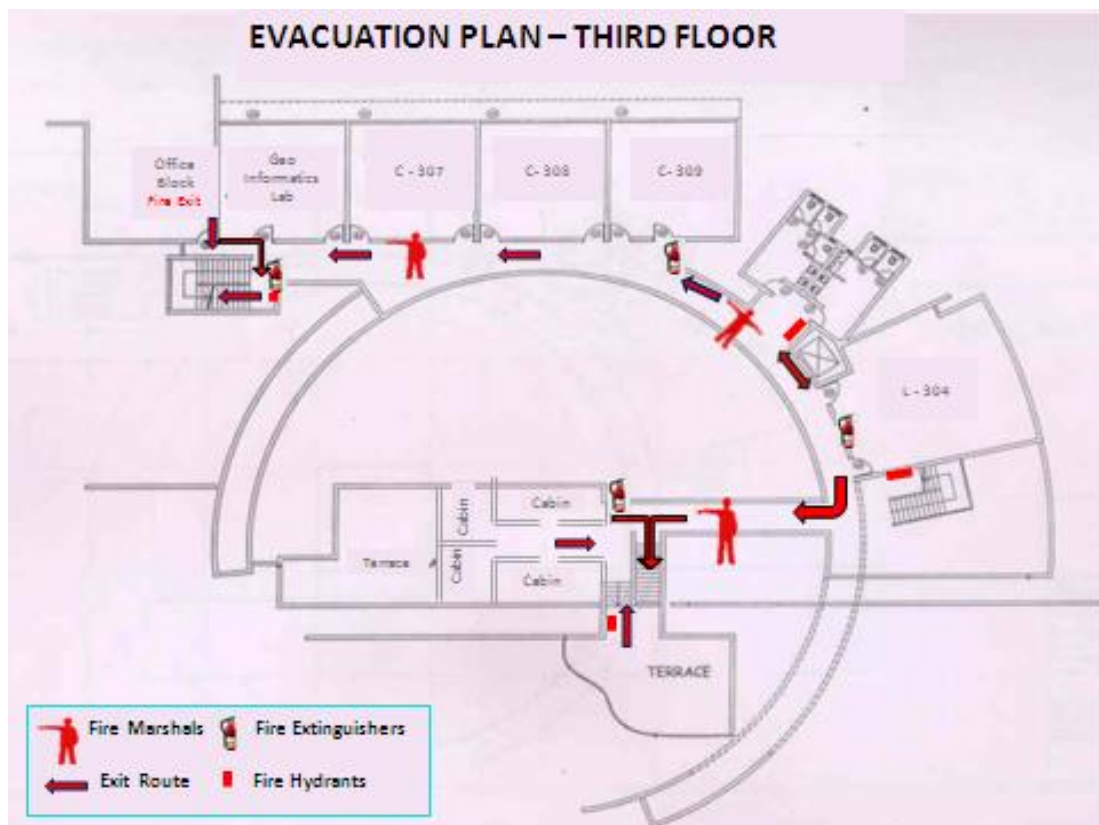 EVACUATION PLAN – THIRD FLOOR
Office
Block
Fire Exit
Geo
Informatics
Lab
C - 307
C- 308
C- 309
L - 304
Cabin
Cabin
Terrace
Cabin
Cabin
TERRACE
Fire Marshals
Fire Extinguishers
Exit Route
Fire Hydrants